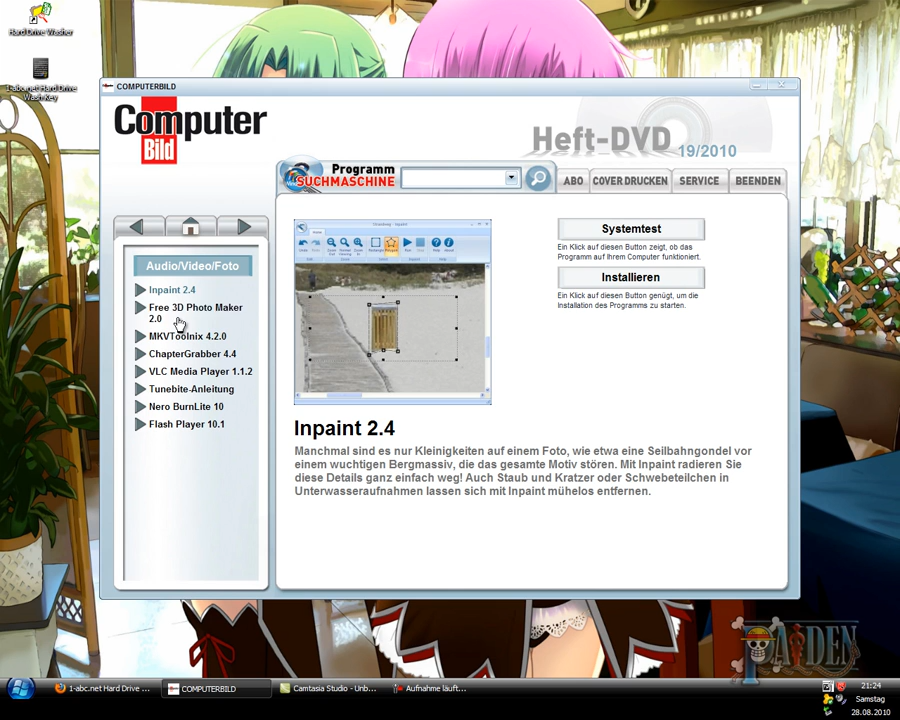 Hard Drive Washer
1-abc.net Hard Drive
Wash Key
COMPUTERBILD
Computer
Bild
Heft-DVD 19/2010
Programm
SUCHMASCHINE
ABO
COVER DRUCKEN
SERVICE
BEENDEN
Audio/Video/Foto
Inpaint 2.4
Free 3D Photo Maker
2.0
MKVToolnix 4.2.0
ChapterGrabber 4.4
VLC Media Player 1.1.2
Tunebite-Anleitung
Nero BurnLite 10
Flash Player 10.1
Systemtest
Ein Klick auf diesen Button zeigt, ob das
Programm auf Ihrem Computer funktioniert.
Installieren
Ein Klick auf diesen Button genügt, um die
Installation des Programms zu starten.
Inpaint 2.4
Manchmal sind es nur Kleinigkeiten auf einem Foto, wie etwa eine Seilbahngondel vor
einem wuchtigen Bergmassiv, die das gesamte Motiv stören. Mit Inpaint radieren Sie
diese Details ganz einfach weg! Auch Staub und Kratzer oder Schwebeteilchen in
Unterwasseraufnahmen lassen sich mit Inpaint mühelos entfernen.
1-abc.net Hard Drive ...
COMPUTERBILD
Camtasia Studio - Unb...
Aufnahme läuft...
21:24
Samstag
28.08.2010